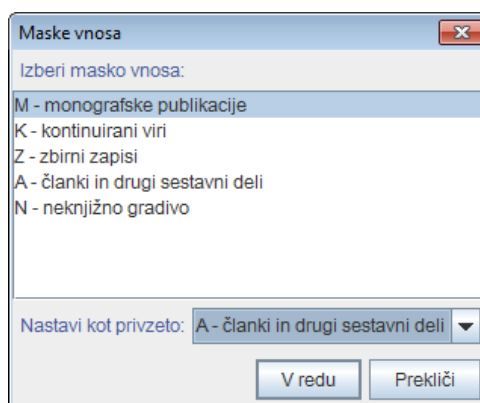 Maske vnosa
Izberi masko vnosa:
M - monografske publikacije
K - kontinuirani viri
Z - zbirni zapisi
A - članki in drugi sestavni deli
N - neknjižno gradivo
Nastavi kot privzeto: A - članki in drugi sestavni deli
V redu Prekliči